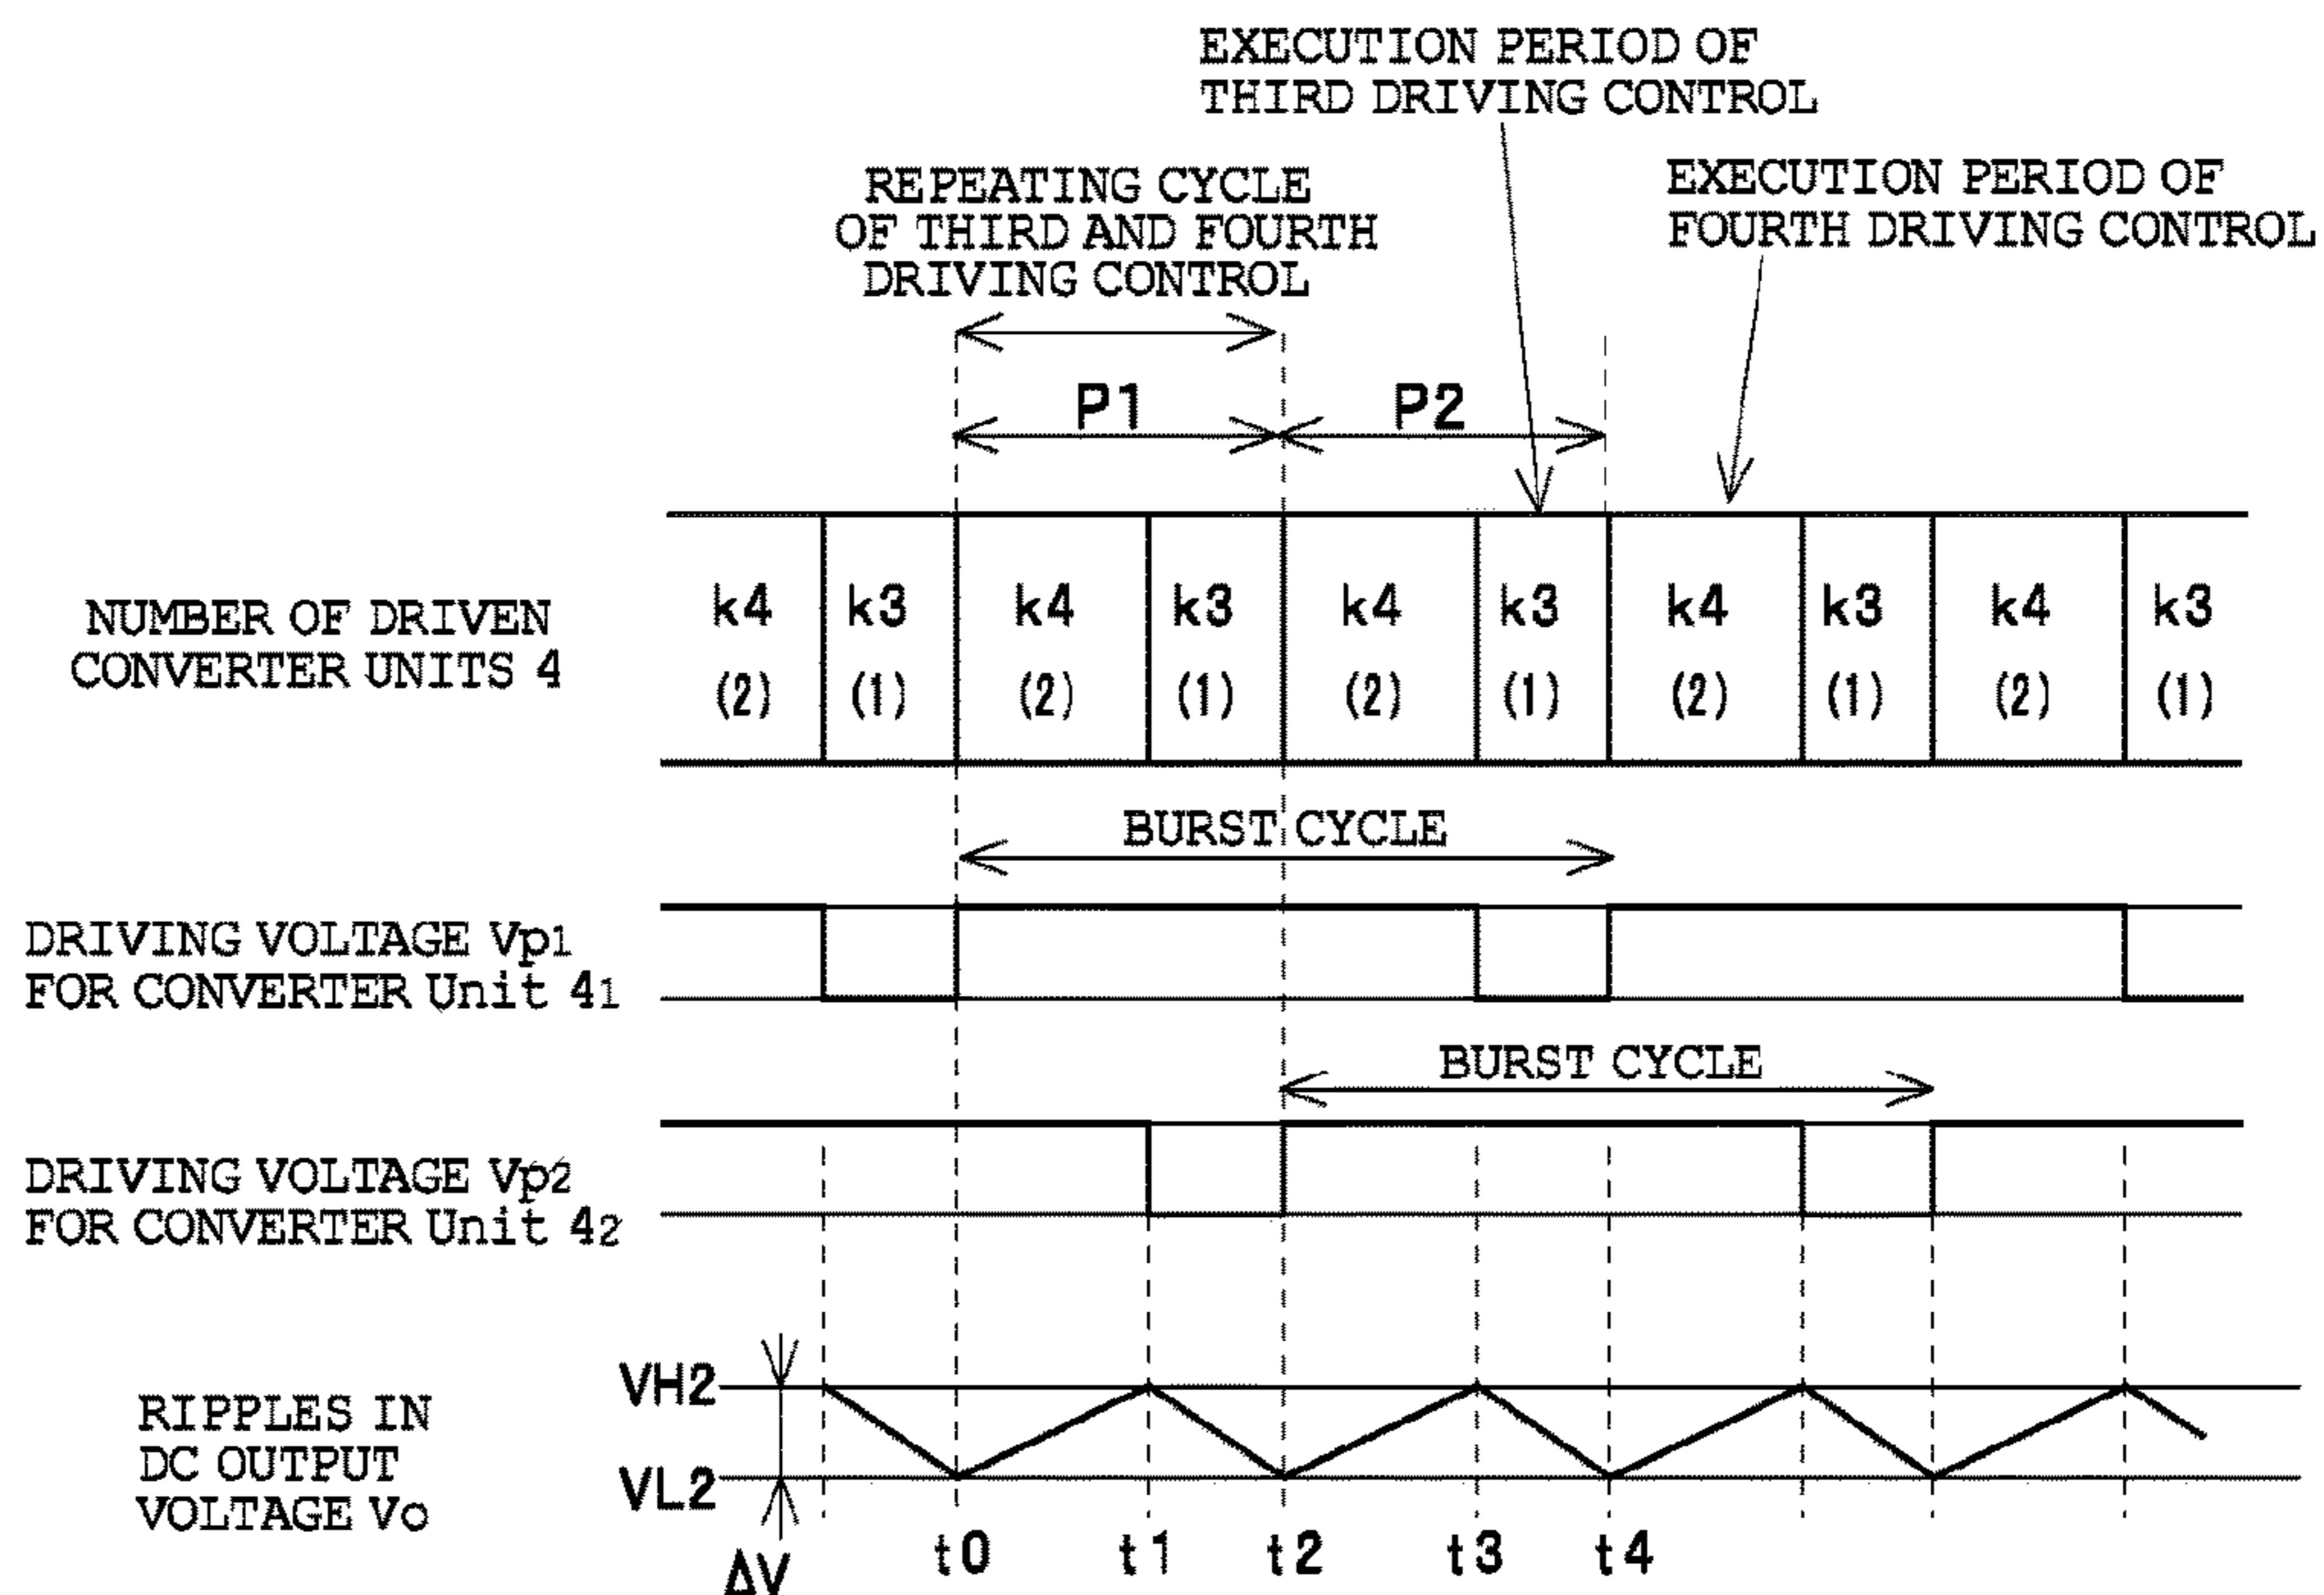 EXECUTION PERIOD OF
THIRD DRIVING CONTROL
REPEATING CYCLE
OF THIRD AND FOURTH
DRIVING CONTROL
EXECUTION PERIOD OF
FOURTH DRIVING CONTROL
P1 P2
NUMBER OF DRIVEN
CONVERTER UNITS 4
k4 k3 k4 k3 k4 k3 k4 k3 k4 k3
(2) (1) (2) (1) (2) (1) (2) (1) (2) (1)
BURST CYCLE
DRIVING VOLTAGE Vp1
FOR CONVERTER Unit 41
BURST CYCLE
DRIVING VOLTAGE Vp2
FOR CONVERTER Unit 42
RIPPLES IN
DC OUTPUT
VOLTAGE Vo
VH2
VL2
ΔV
t0 t1 t2 t3 t4